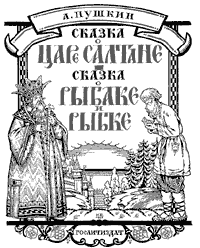 А. ПУШКИН
СКАЗКА
О
ЦАРЕ САЛТАНЕ
СКАЗКА
О
РЫБАКЕ И
РЫБКЕ
ГОСЛИТИЗДАТ